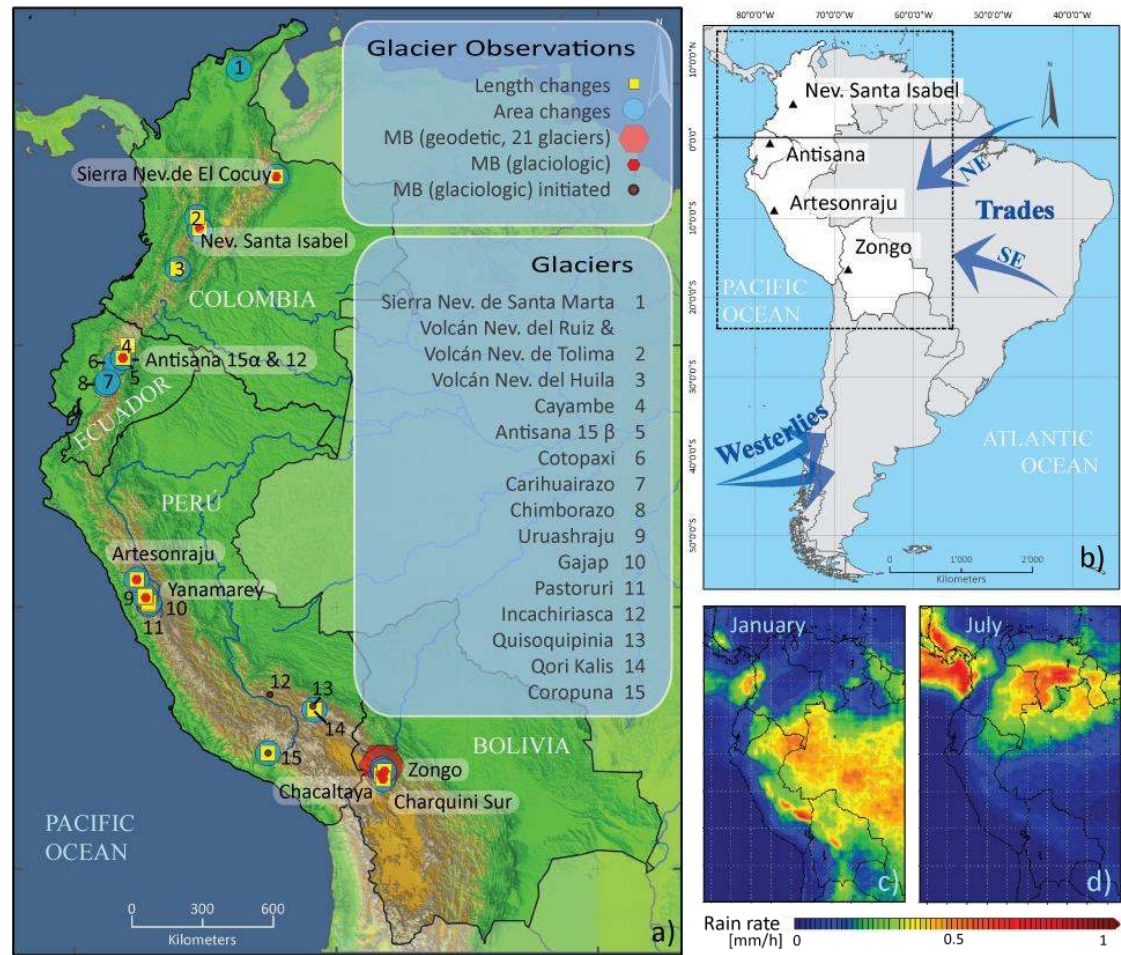 Glacier Observations
Length changes
Area changes
MB (geodetic, 21 glaciers)
MB (glaciologic)
MB (glaciologic) initiated
Glaciers
Sierra Nev. de Santa Marta 1
Volcán Nev. del Ruiz &
Volcán Nev. de Tolima 2
Volcán Nev. del Huila 3
Cayambe 4
Antisana 15 β 5
Cotopaxi 6
Carihuairazo 7
Chimborazo 8
Uruashraju 9
Gajap 10
Pastoruri 11
Incachiriasca 12
Quisoquipinia 13
Qori Kalis 14
Coropuna 15
1
Sierra Nev.de El Cocuy
2
Nev. Santa Isabel
3
COLOMBIA
4
Antisana 15α & 12
6
5
8
7
ECUADOR
PERÚ
Artesonraju
Yanamarey
9
10
11
12
13
14
15
BOLIVIA
Zongo
Chacaltaya
Charquini Sur
PACIFIC
OCEAN
0 300 600
Kilometers
a)
80°0'0"W 70°0'0"W 60°0'0"W 50°0'0"W 40°0'0"W
10°0'0"N
0°0'0"
10°0'0"S
20°0'0"S
30°0'0"S
40°0'0"S
50°0'0"S
Nev. Santa Isabel
Antisana
Artesonraju
Zongo
NE
Trades
SE
PACIFIC
OCEAN
Westerlies
ATLANTIC
OCEAN
0 1'000 2'000
Kilometers
b)
January
c)
July
d)
Rain rate
[mm/h]
0 0.5 1